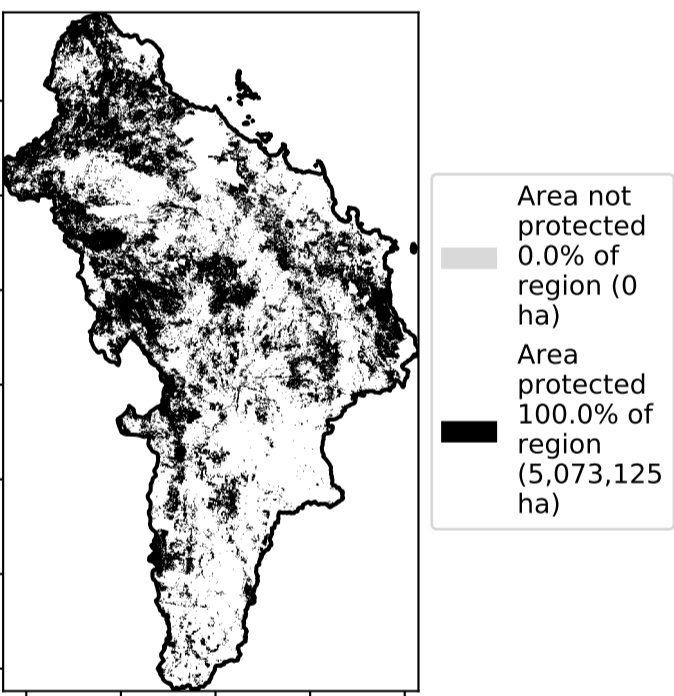 Area not
protected
0.0% of
region (0
ha)
Area
protected
100.0% of
region
(5,073,125
ha)